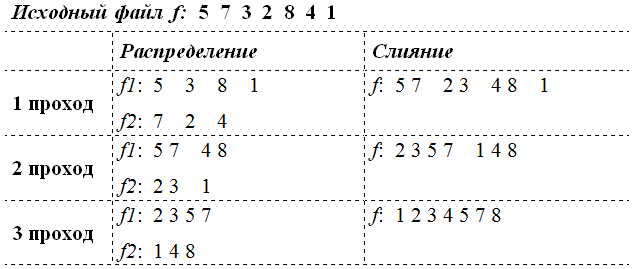 Исходный файл f: 5 7 3 2 8 4 1
Распределение Слияние
1 проход
f1: 5 3 8 1 f: 5 7 2 3 4 8 1
f2: 7 2 4
2 проход
f1: 5 7 4 8 f: 2 3 5 7 1 4 8
f2: 2 3 1
3 проход
f1: 2 3 5 7 f: 1 2 3 4 5 7 8
f2: 1 4 8